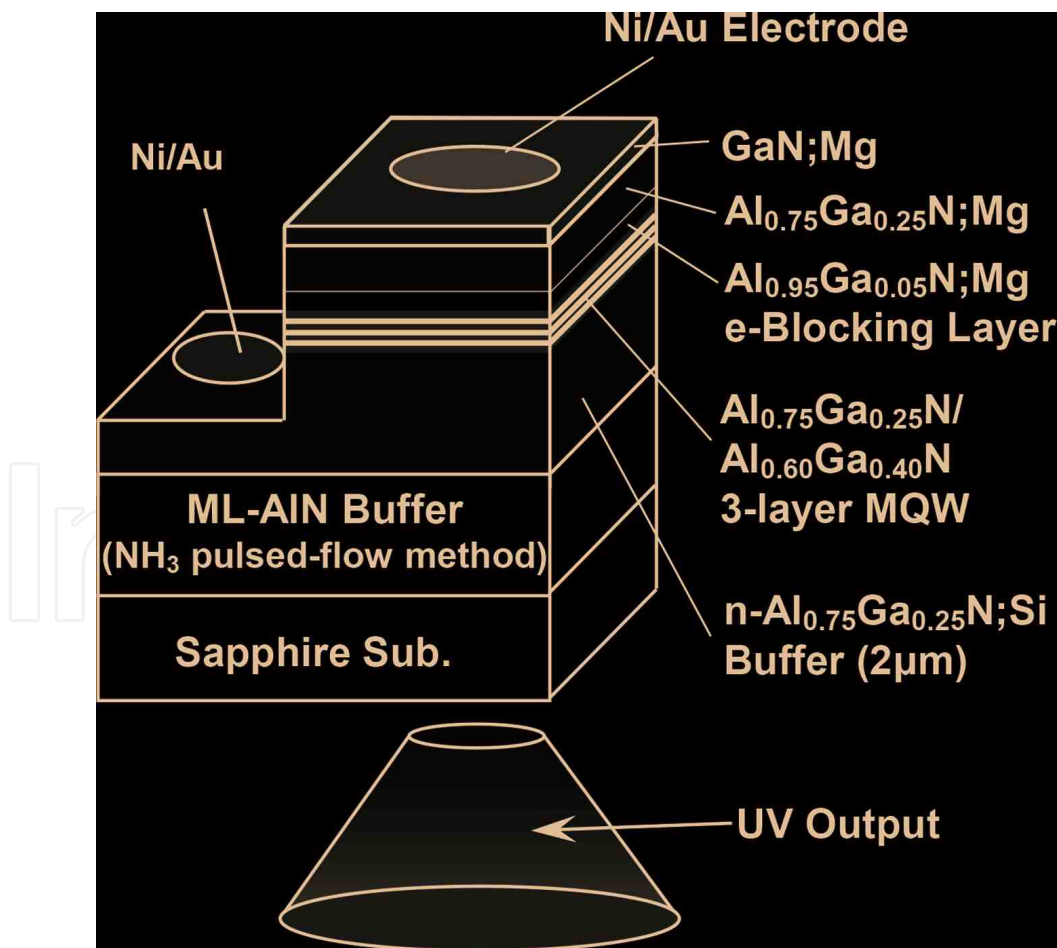 Ni/Au Electrode
Ni/Au
GaN;Mg
Al₀.₇₅Ga₀.₂₅N;Mg
Al₀.₉₅Ga₀.₀₅N;Mg
e-Blocking Layer
Al₀.₇₅Ga₀.₂₅N/
Al₀.₆₀Ga₀.₄₀N
3-layer MQW
ML-AlN Buffer
(NH₃ pulsed-flow method)
n-Al₀.₇₅Ga₀.₂₅N;Si
Buffer (2μm)
Sapphire Sub.
UV Output